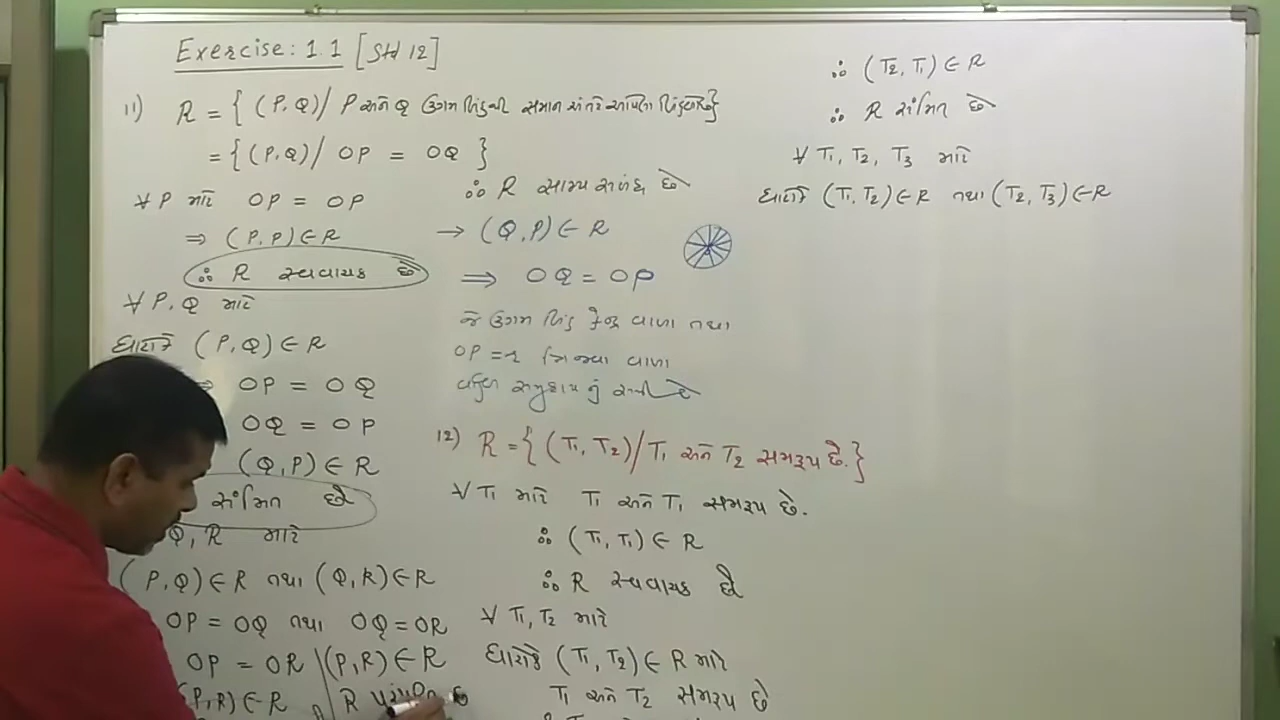 Exercise: 1.1 [Std 12]
11) R = { (P, Q) / P અને Q ઉગમબિંદુથી સમાન અંતરે આવેલા બિંદુઓ છે }
= { (P, Q) / OP = OQ }
∀ P માટે OP = OP
⇒ (P, P) ∈ R
∴ R સ્વવાચક છે
∀ P, Q માટે
ધારોકે (P, Q) ∈ R
⇒ OP = OQ
OQ = OP
(Q, P) ∈ R
સંમિત છે
Q, R માટે
(P, Q) ∈ R તથા (Q, R) ∈ R
OP = OQ તથા OQ = OR
OP = OR
(P, R) ∈ R
(P, R) ∈ R
R પરંપરિત છે
∴ R સામ્ય સંબંધ છે
→ (Q, P) ∈ R
⇒ OQ = OP
જે ઉગમ બિંદુ કેન્દ્ર વાળા તથા
OP = r ત્રિજ્યા વાળા
વર્તુળ સમુદાય નું
12) R = { (T1, T2) / T1 અને T2 સમરૂપ છે. }
∀ T1 માટે T1 અને T1 સમરૂપ છે.
∴ (T1, T1) ∈ R
∴ R સ્વવાચક છે
∀ T1, T2 માટે
ધારોકે (T1, T2) ∈ R માટે
T1 અને T2 સમરૂપ છે
∴ (T2, T1) ∈ R
∴ R સંમિત છે
∀ T1, T2, T3 માટે
ધારોકે (T1, T2) ∈ R તથા (T2, T3) ∈ R